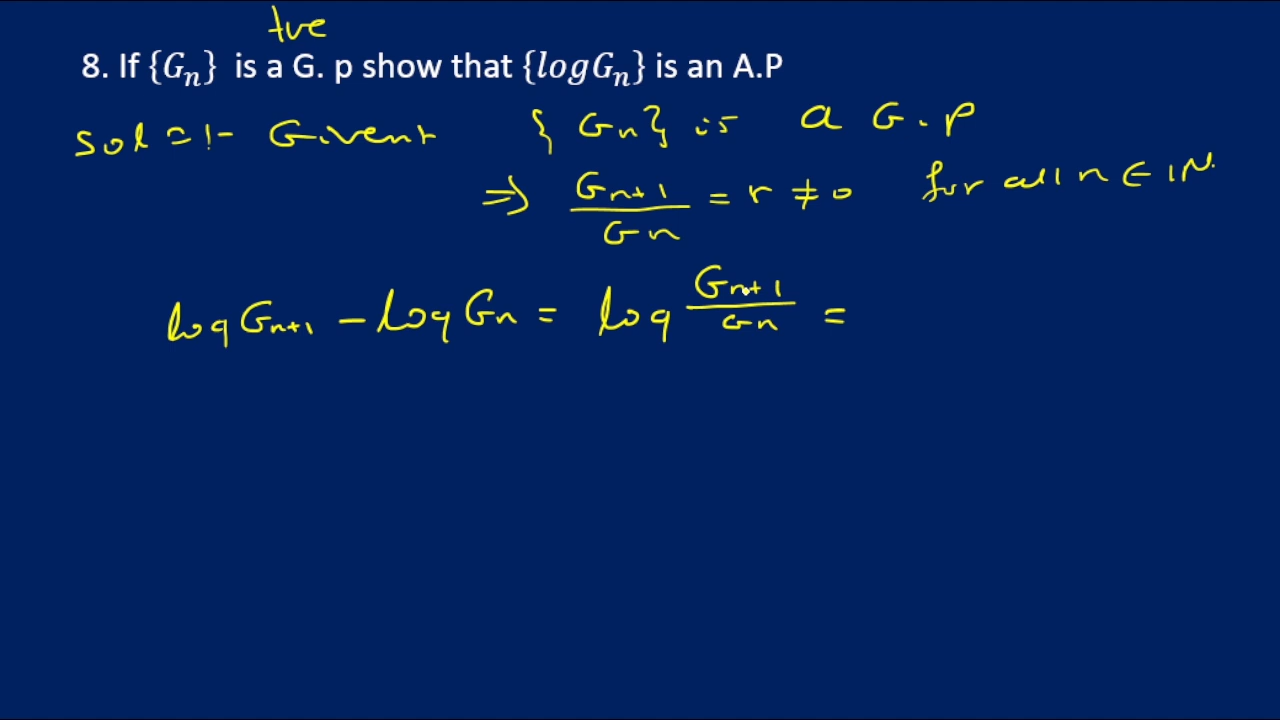 +ve
8. If {Gₙ} is a G. p show that {logGₙ} is an A.P
Sol =:- Given { Gn} is a G.P
⇒ Gn+1/Gn = r ≠ 0 for all n ∈ IN.
log Gn+1 - log Gn = log Gn+1/Gn =